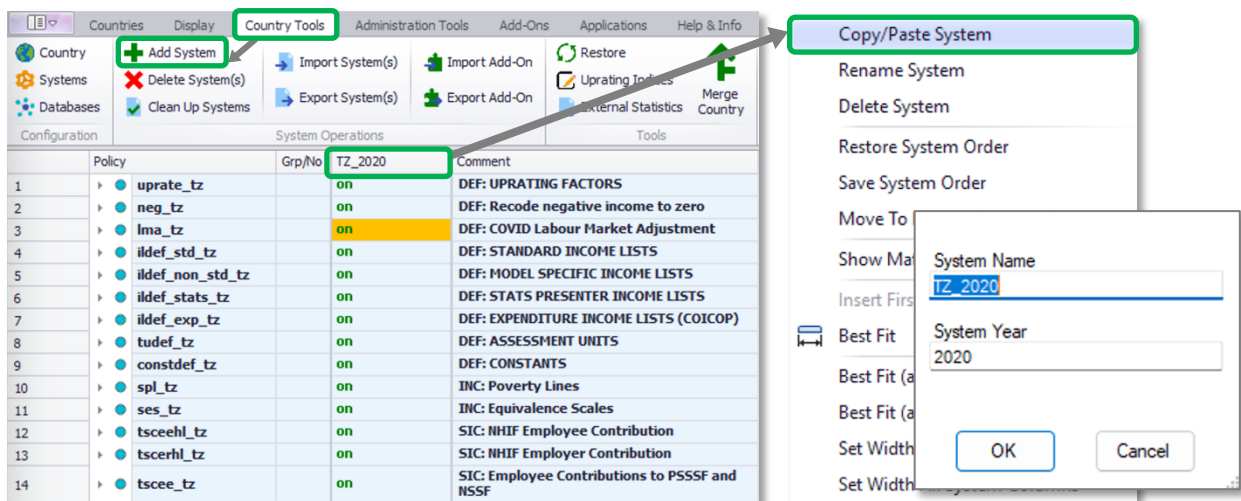 Countries Display Country Tools Administration Tools Add-Ons Applications Help & Info
Country
Systems
Databases
Configuration
Add System
Delete System(s)
Clean Up Systems
Import System(s)
Export System(s)
Import Add-On
Export Add-On
System Operations
Restore
Uprating Indices
External Statistics
Merge
Country
Tools
Policy Grp/No TZ_2020 Comment
1 uprate_tz on DEF: UPRATING FACTORS
2 neg_tz on DEF: Recode negative income to zero
3 lma_tz on DEF: COVID Labour Market Adjustment
4 ildef_std_tz on DEF: STANDARD INCOME LISTS
5 ildef_non_std_tz on DEF: MODEL SPECIFIC INCOME LISTS
6 ildef_stats_tz on DEF: STATS PRESENTER INCOME LISTS
7 ildef_exp_tz on DEF: EXPENDITURE INCOME LISTS (COICOP)
8 tudef_tz on DEF: ASSESSMENT UNITS
9 constdef_tz on DEF: CONSTANTS
10 spl_tz on INC: Poverty Lines
11 ses_tz on INC: Equivalence Scales
12 tsceehl_tz on SIC: NHIF Employee Contribution
13 tscerhl_tz on SIC: NHIF Employer Contribution
14 tscee_tz on SIC: Employee Contributions to PSSSF and
NSSF
Copy/Paste System
Rename System
Delete System
Restore System Order
Save System Order
Move To
Show Ma
Insert Firs
Best Fit
Best Fit (a
Best Fit (a
Set Width
Set Width
System Name
TZ_2020
System Year
2020
OK Cancel